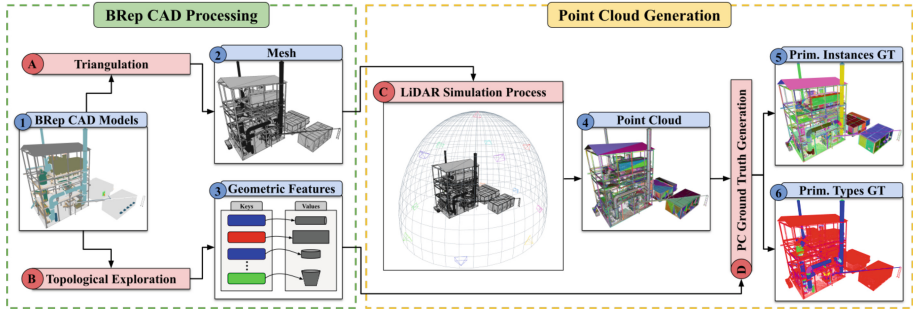 BRep CAD Processing
Point Cloud Generation
A Triangulation
2 Mesh
1 BRep CAD Models
3 Geometric Features
Keys Values
B Topological Exploration
C LiDAR Simulation Process
4 Point Cloud
D PC Ground Truth Generation
5 Prim. Instances GT
6 Prim. Types GT